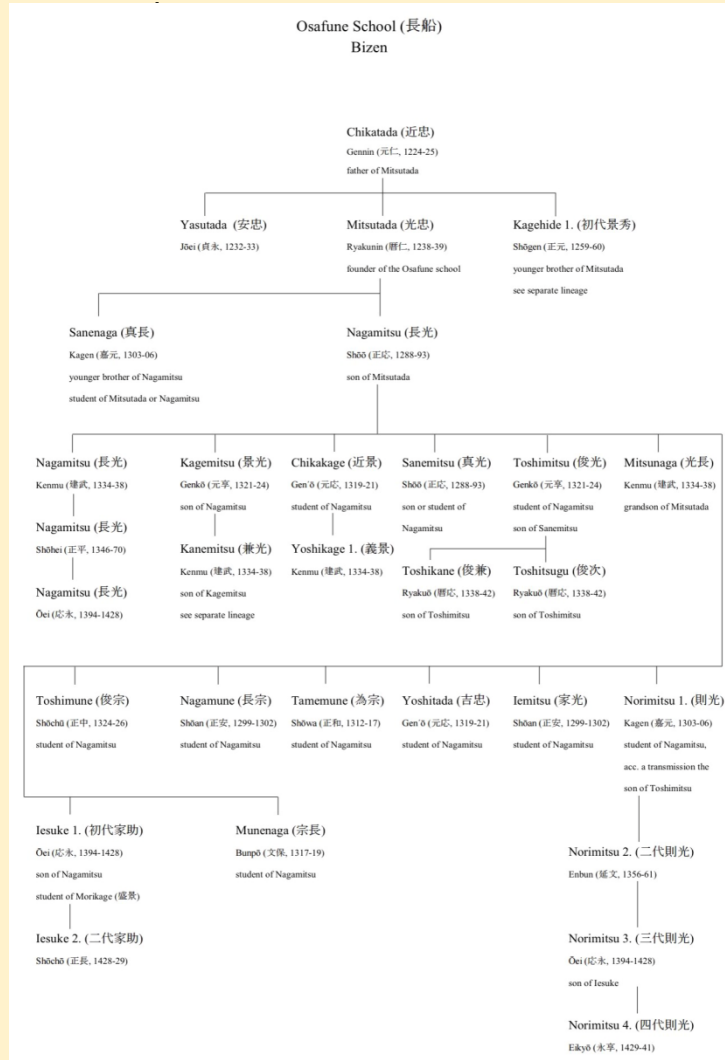 Osafune School (長船)
Bizen
Chikatada (近忠)
Gennin (元仁, 1224-25)
father of Mitsutada
Yasutada (安忠)
Jōei (貞永, 1232-33)
Mitsutada (光忠)
Ryakunin (暦仁, 1238-39)
founder of the Osafune school
Kagehide 1. (初代景秀)
Shōgen (正元, 1259-60)
younger brother of Mitsutada
see separate lineage
Sanenaga (真長)
Kagen (嘉元, 1303-06)
younger brother of Nagamitsu
student of Mitsutada or Nagamitsu
Nagamitsu (長光)
Shōō (正応, 1288-93)
son of Mitsutada
Nagamitsu (長光)
Kenmu (建武, 1334-38)
Nagamitsu (長光)
Shōhei (正平, 1346-70)
Nagamitsu (長光)
Ōei (応永, 1394-1428)
Kagemitsu (景光)
Genkō (元享, 1321-24)
son of Nagamitsu
Kanemitsu (兼光)
Kenmu (建武, 1334-38)
son of Kagemitsu
see separate lineage
Chikakage (近景)
Gen´ō (元応, 1319-21)
student of Nagamitsu
Yoshikage 1. (義景)
Kenmu (建武, 1334-38)
Sanemitsu (真光)
Shōō (正応, 1288-93)
son or student of
Nagamitsu
Toshimitsu (俊光)
Genkō (元享, 1321-24)
student of Nagamitsu
son of Sanemitsu
Toshikane (俊兼)
Ryakuō (暦応, 1338-42)
son of Toshimitsu
Toshitsugu (俊次)
Ryakuō (暦応, 1338-42)
son of Toshimitsu
Mitsunaga (光長)
Kenmu (建武, 1334-38)
grandson of Mitsutada
Toshimune (俊宗)
Shōchū (正中, 1324-26)
student of Nagamitsu
Nagamune (長宗)
Shōan (正安, 1299-1302)
student of Nagamitsu
Tamemune (為宗)
Shōwa (正和, 1312-17)
student of Nagamitsu
Yoshitada (吉忠)
Gen´ō (元応, 1319-21)
student of Nagamitsu
Iemitsu (家光)
Shōan (正安, 1299-1302)
student of Nagamitsu
Norimitsu 1. (則光)
Kagen (嘉元, 1303-06)
student of Nagamitsu,
acc. a transmission the
son of Toshimitsu
Iesuke 1. (初代家助)
Ōei (応永, 1394-1428)
son of Nagamitsu
student of Morikage (盛景)
Iesuke 2. (二代家助)
Shōchō (正長, 1428-29)
Munenaga (宗長)
Bunpō (文保, 1317-19)
student of Nagamitsu
Norimitsu 2. (二代則光)
Enbun (延文, 1356-61)
Norimitsu 3. (三代則光)
Ōei (応永, 1394-1428)
son of Iesuke
Norimitsu 4. (四代則光)
Eikyō (永享, 1429-41)